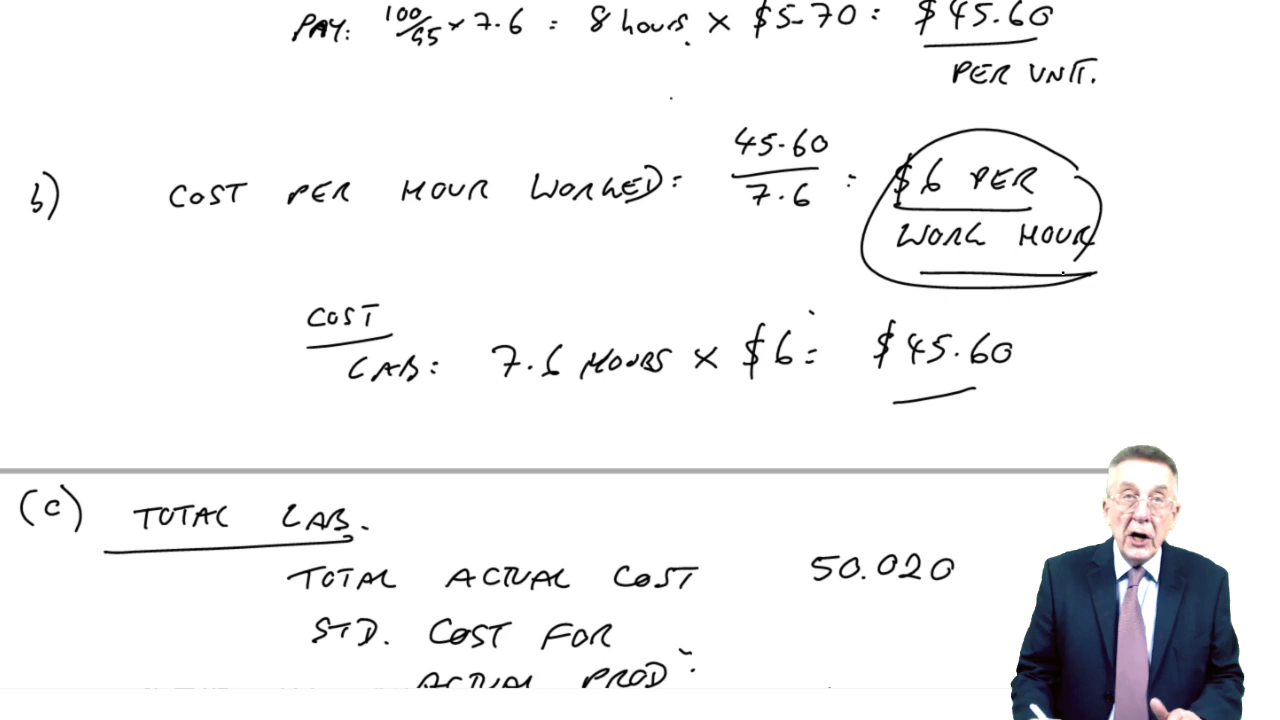 PAY: 100/95 × 7.6 = 8 hours × $5.70 = $45.60
PER UNIT.
b) COST PER HOUR WORKED = 45.60 / 7.6 = $6 PER
WORK HOUR
COST
LAB: 7.6 HOURS × $6 = $45.60
(c) TOTAL LAB.
TOTAL ACTUAL COST 50.020
STD. COST FOR
ACTUAL PROD